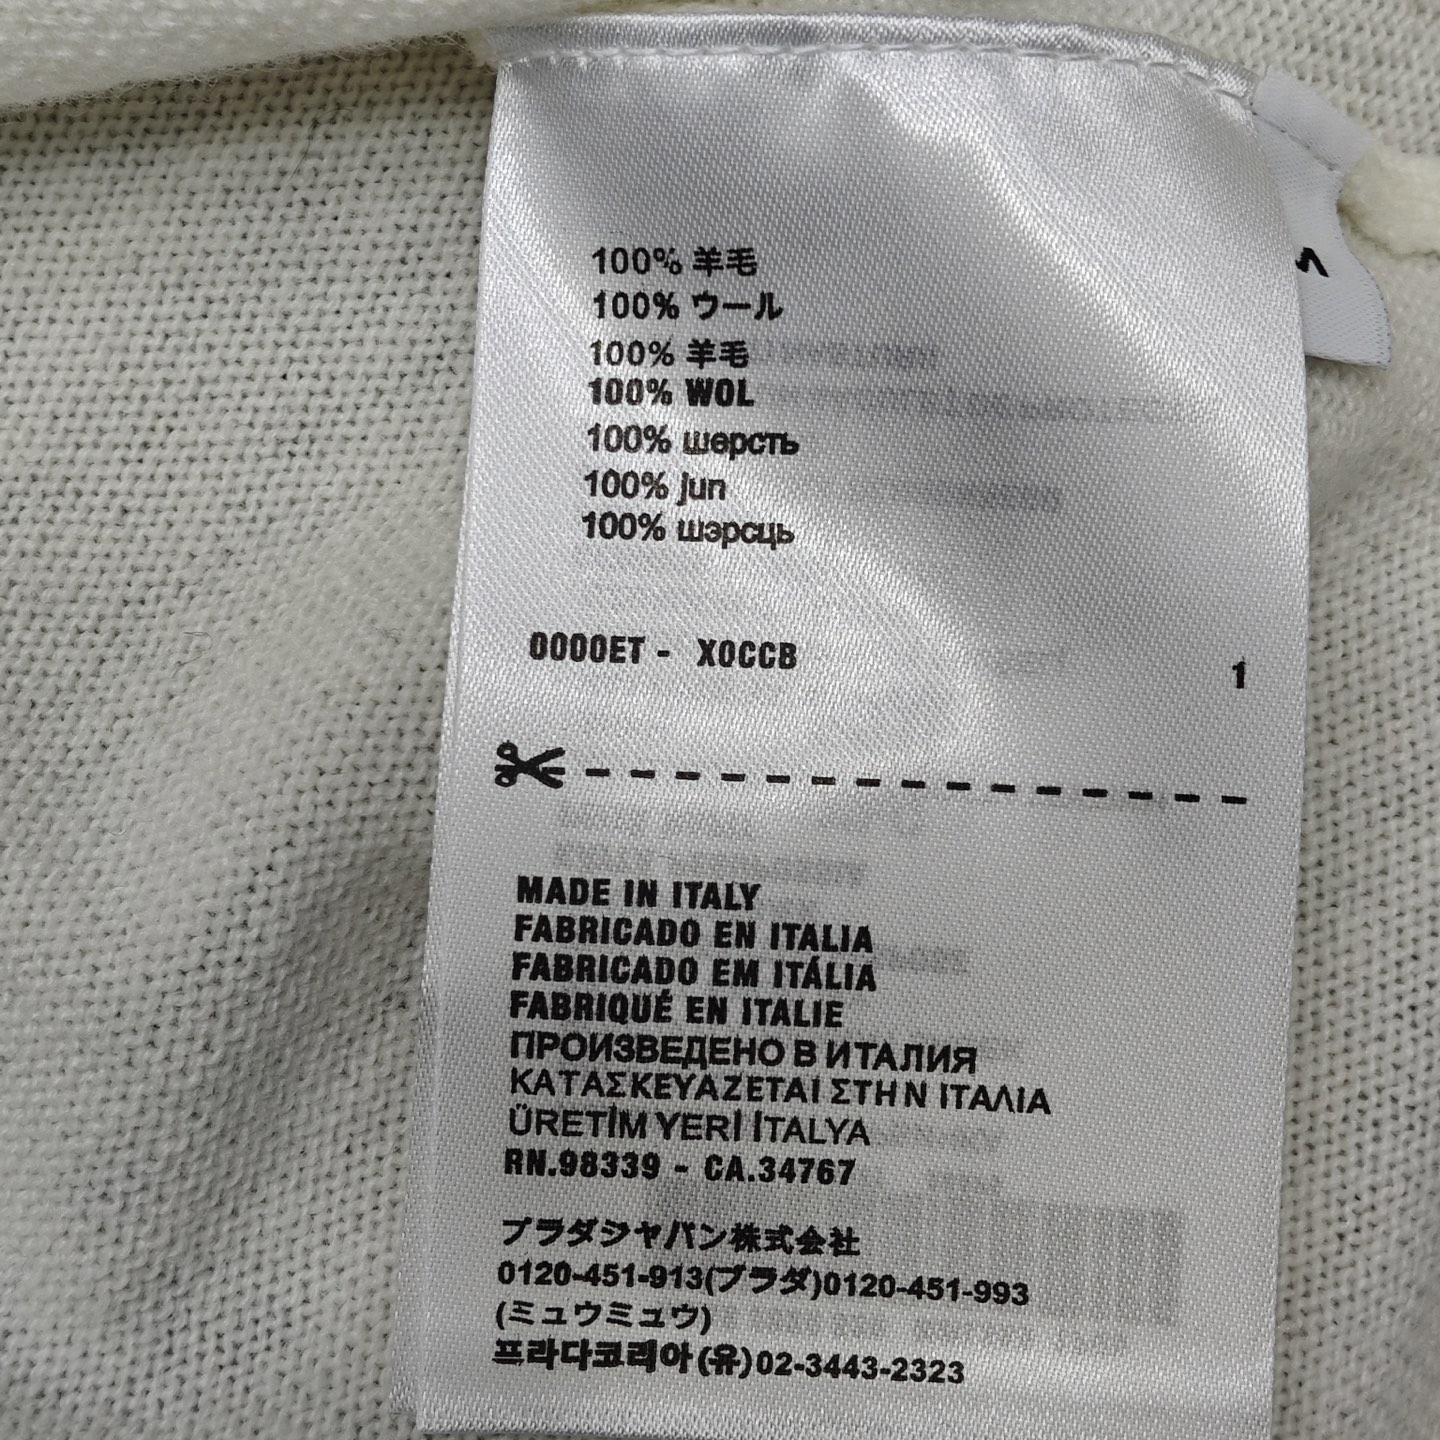 100% 羊毛
100% ウール
100% 羊毛
100% WOL
100% шерсть
100% jun
100% шэрсць
0000ET - X0CCB
1
MADE IN ITALY
FABRICADO EN ITALIA
FABRICADO EM ITÁLIA
FABRIQUÉ EN ITALIE
ПРОИЗВЕДЕНО В ИТАЛИЯ
ΚΑΤΑΣΚΕΥΑΖΕΤΑΙ ΣΤΗΝ ΙΤΑΛΙΑ
ÜRETİM YERİ İTALYA
RN.98339 - CA.34767
プラダジャパン株式会社
0120-451-913(プラダ)0120-451-993
(ミュウミュウ)
프라다코리아(유)02-3443-2323